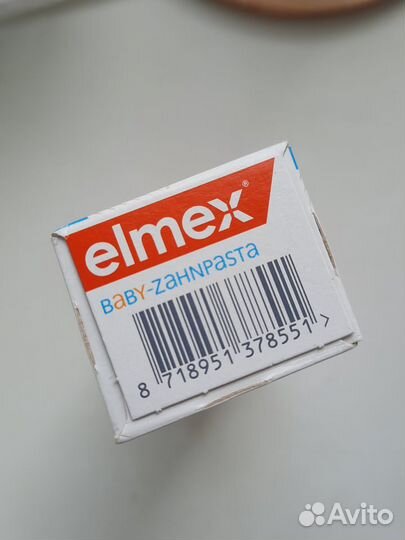 elmex®
BaBY-ZaHNPaSTa
8 718951 378551 >
Avito